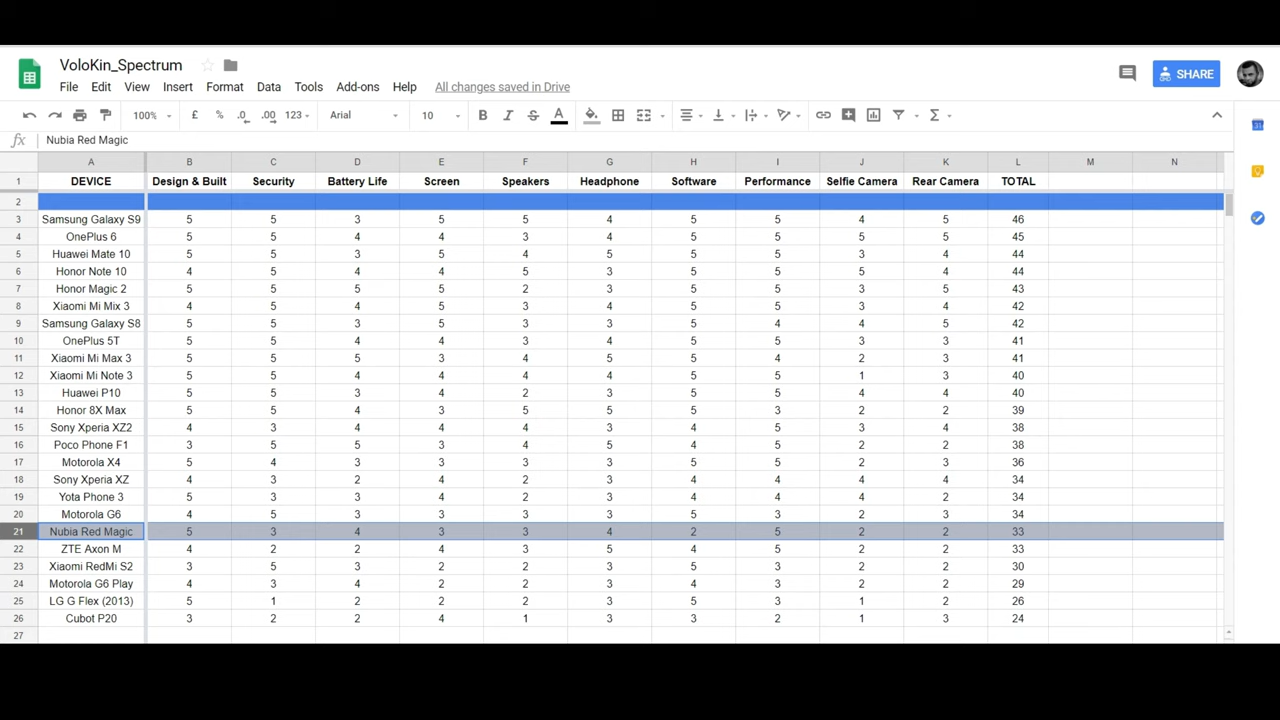 VoloKin_Spectrum
File Edit View Insert Format Data Tools Add-ons Help All changes saved in Drive
SHARE
100% £ % .0 .00 123 Arial 10 B I S A Σ
fx Nubia Red Magic
A B C D E F G H I J K L M N
1 DEVICE Design & Built Security Battery Life Screen Speakers Headphone Software Performance Selfie Camera Rear Camera TOTAL
2
3 Samsung Galaxy S9 5 5 3 5 5 4 5 5 4 5 46
4 OnePlus 6 5 5 4 4 3 4 5 5 5 5 45
5 Huawei Mate 10 5 5 3 5 4 5 5 5 3 4 44
6 Honor Note 10 4 5 4 4 5 3 5 5 5 4 44
7 Honor Magic 2 5 5 5 5 2 3 5 5 3 5 43
8 Xiaomi Mi Mix 3 4 5 4 5 3 4 5 5 3 4 42
9 Samsung Galaxy S8 5 5 3 5 3 3 5 4 4 5 42
10 OnePlus 5T 5 5 4 4 3 4 5 5 3 3 41
11 Xiaomi Mi Max 3 5 5 5 3 4 5 5 4 2 3 41
12 Xiaomi Mi Note 3 5 5 4 4 4 4 5 5 1 3 40
13 Huawei P10 5 5 3 4 2 3 5 5 4 4 40
14 Honor 8X Max 5 5 4 3 5 5 5 3 2 2 39
15 Sony Xperia XZ2 4 3 4 4 4 3 4 5 3 4 38
16 Poco Phone F1 3 5 5 3 4 5 4 5 2 2 38
17 Motorola X4 5 4 3 3 3 3 5 5 2 3 36
18 Sony Xperia XZ 4 3 2 4 2 3 4 4 4 4 34
19 Yota Phone 3 5 3 3 4 2 3 4 4 4 2 34
20 Motorola G6 4 5 3 3 3 3 5 3 2 3 34
21 Nubia Red Magic 5 3 4 3 3 4 2 5 2 2 33
22 ZTE Axon M 4 2 2 4 3 5 4 5 2 2 33
23 Xiaomi RedMi S2 3 5 3 2 2 3 5 3 2 2 30
24 Motorola G6 Play 4 3 4 2 2 3 4 3 2 2 29
25 LG G Flex (2013) 5 1 2 2 2 3 5 3 1 2 26
26 Cubot P20 3 2 2 4 1 3 3 2 1 3 24
27